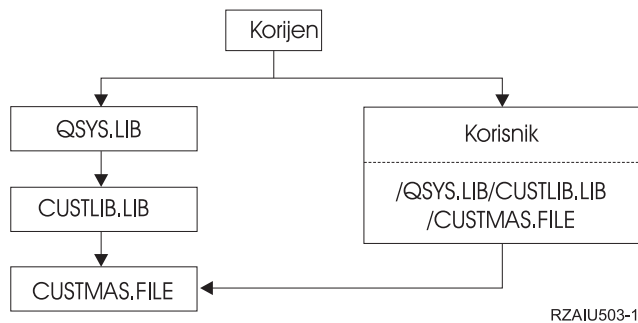 Korijen
QSYS.LIB
CUSTLIB.LIB
CUSTMAS.FILE
Korisnik
/QSYS.LIB/CUSTLIB.LIB
/CUSTMAS.FILE
RZAIU503-1